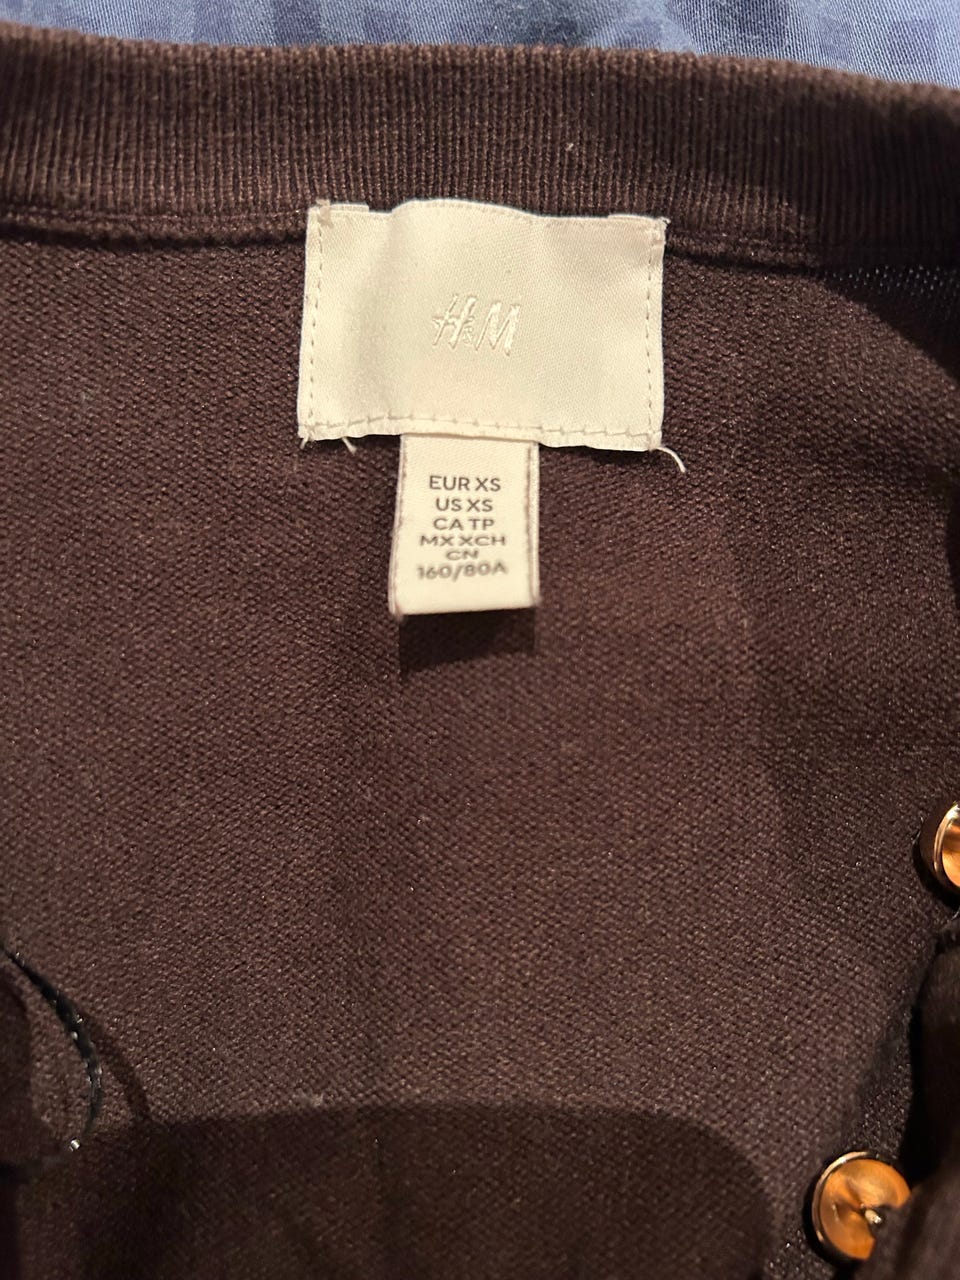 H&M
EUR XS
US XS
CA TP
MX XCH
CN
160/80A